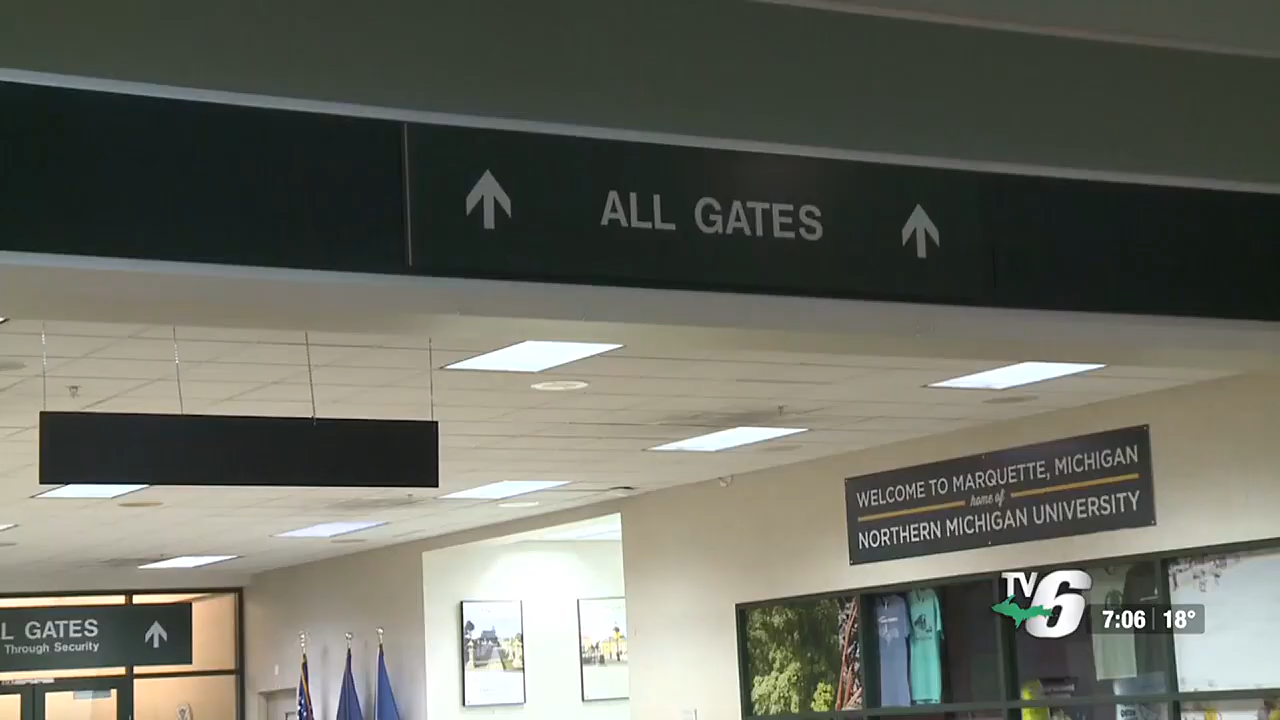 ALL GATES
WELCOME TO MARQUETTE, MICHIGAN
home of
NORTHERN MICHIGAN UNIVERSITY
L GATES
Through Security
TV6
7:06 18°